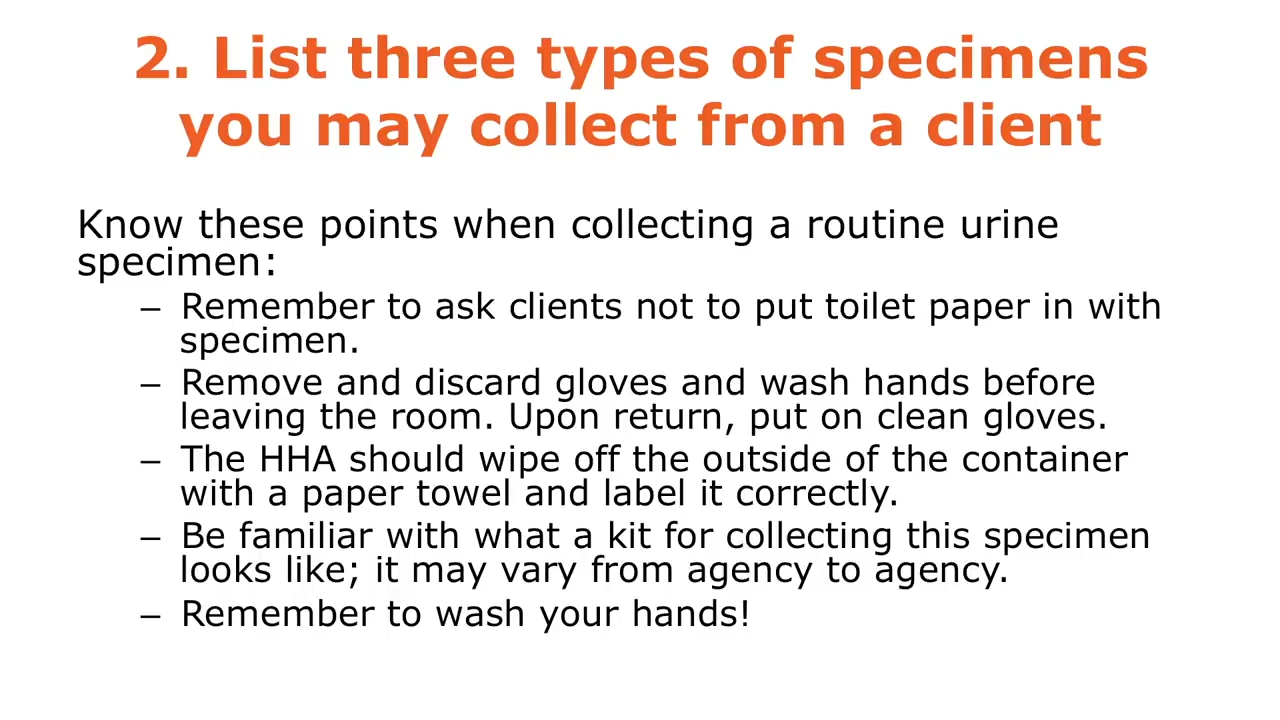 2. List three types of specimens
you may collect from a client
Know these points when collecting a routine urine
specimen:
– Remember to ask clients not to put toilet paper in with
specimen.
– Remove and discard gloves and wash hands before
leaving the room. Upon return, put on clean gloves.
– The HHA should wipe off the outside of the container
with a paper towel and label it correctly.
– Be familiar with what a kit for collecting this specimen
looks like; it may vary from agency to agency.
– Remember to wash your hands!